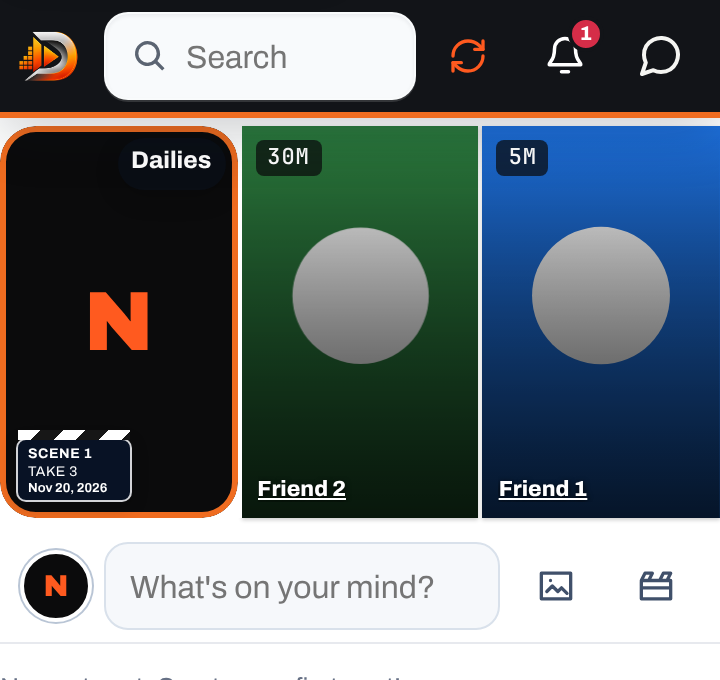 Search
1
Dailies
30M
5M
N
SCENE 1
TAKE 3
Nov 20, 2026
Friend 2
Friend 1
N
What's on your mind?